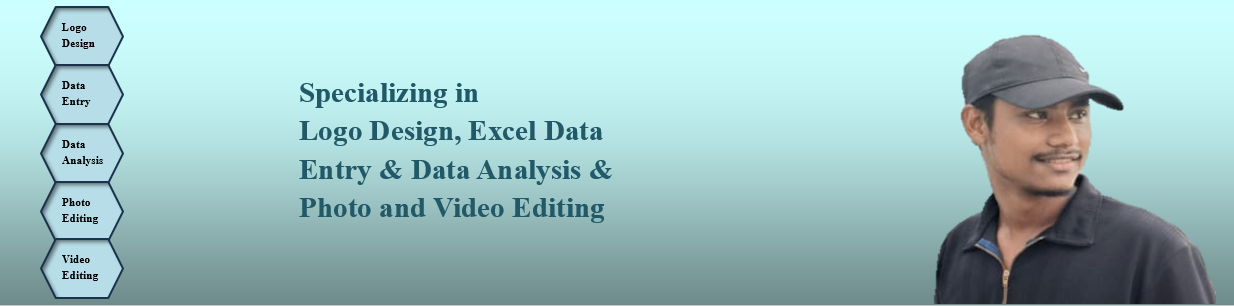 Logo
Design
Data
Entry
Data
Analysis
Photo
Editing
Video
Editing
Specializing in
Logo Design, Excel Data
Entry & Data Analysis &
Photo and Video Editing